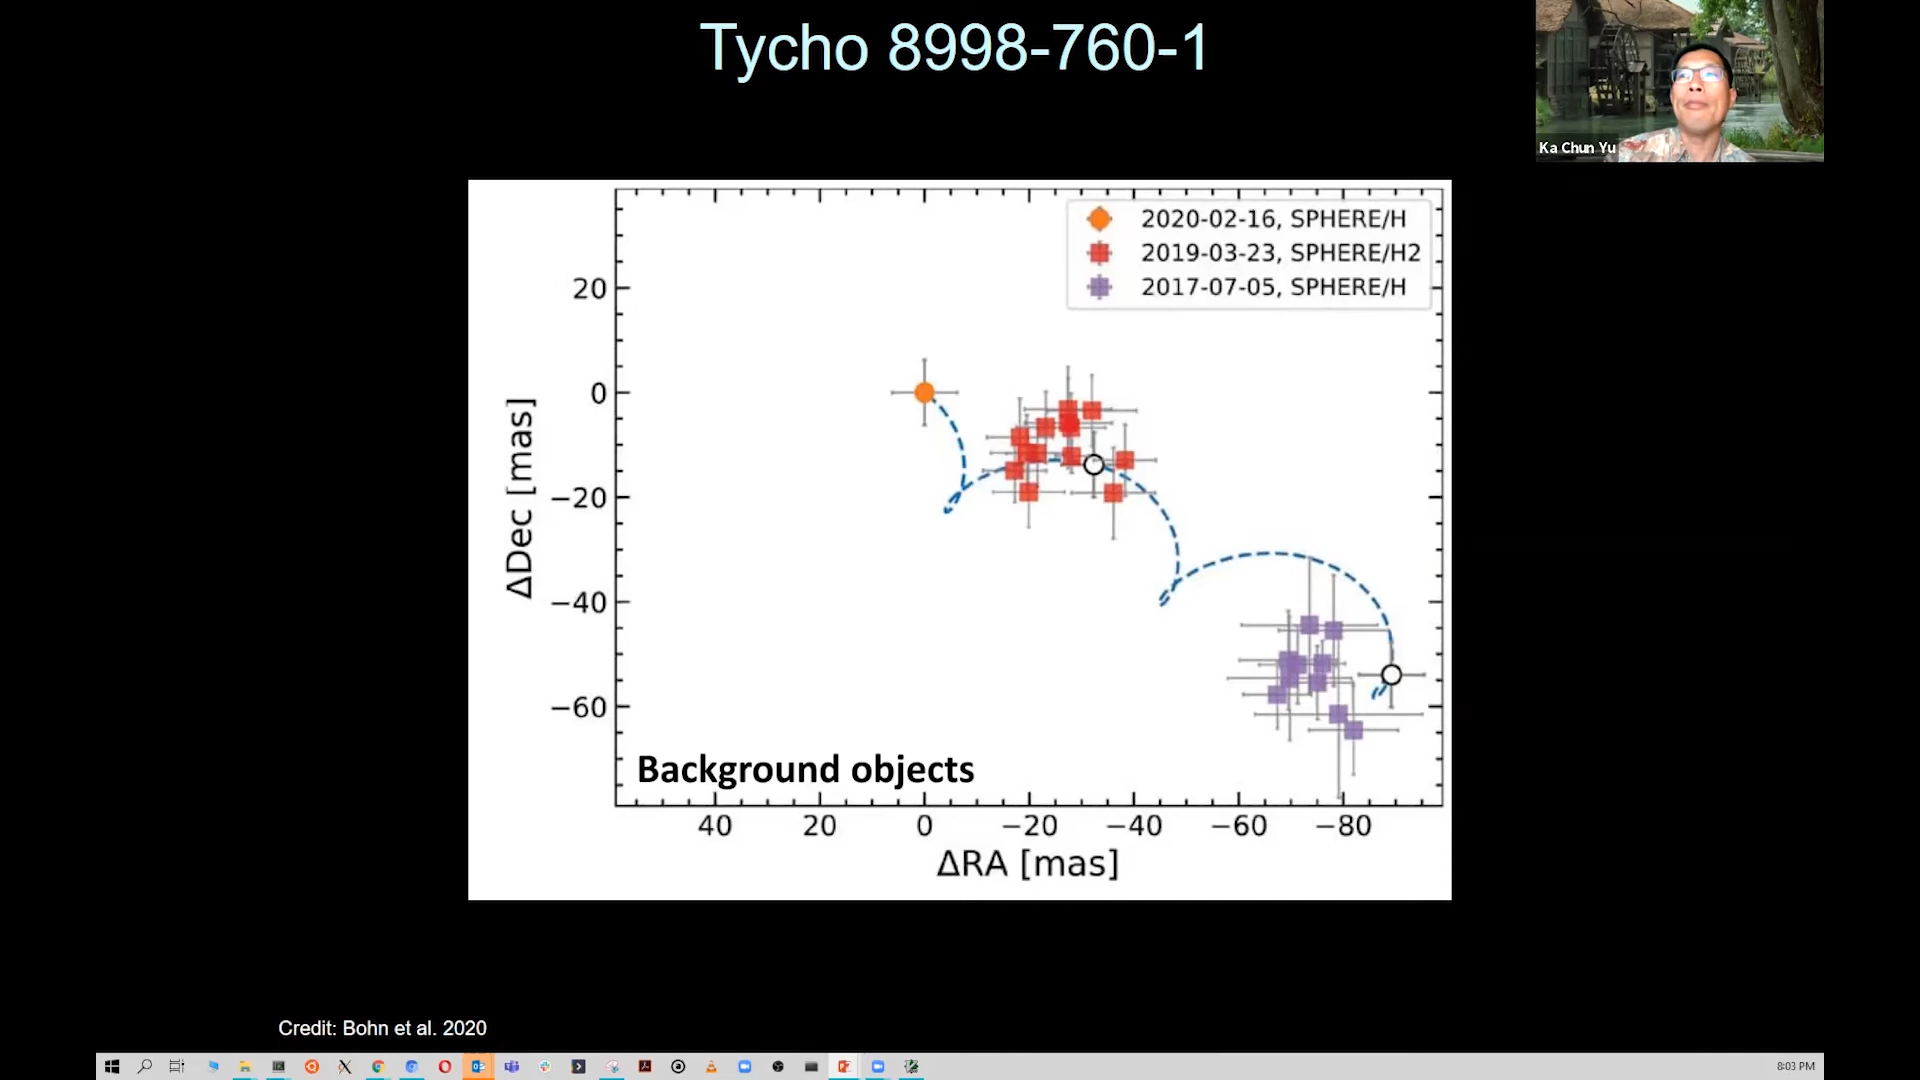 Tycho 8998-760-1
Ka Chun Yu
2020-02-16, SPHERE/H
2019-03-23, SPHERE/H2
2017-07-05, SPHERE/H
20
0
−20
−40
−60
ΔDec [mas]
Background objects
40 20 0 −20 −40 −60 −80
ΔRA [mas]
Credit: Bohn et al. 2020
8:03 PM